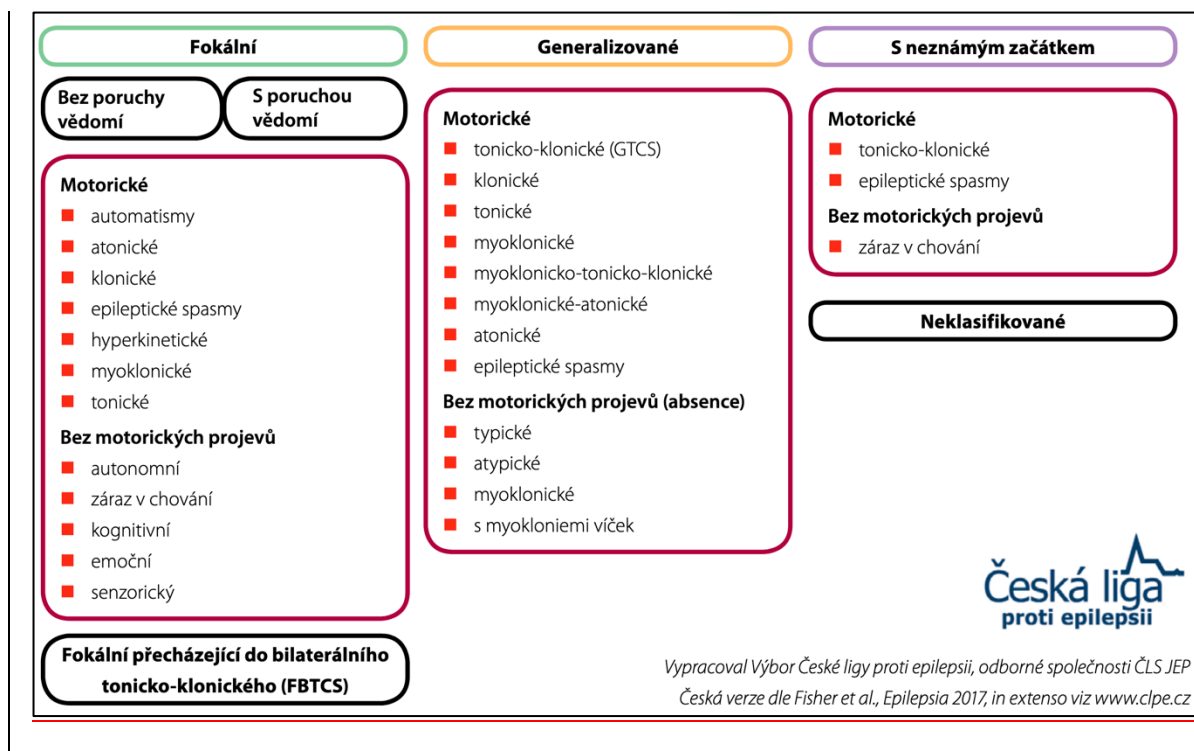 Fokální
Bez poruchy
vědomí
S poruchou
vědomí
Motorické
automatismy
atonické
klonické
epileptické spasmy
hyperkinetické
myoklonické
tonické
Bez motorických projevů
autonomní
záraz v chování
kognitivní
emoční
senzorický
Fokální přecházející do bilaterálního
tonicko-klonického (FBTCS)
Generalizované
Motorické
tonicko-klonické (GTCS)
klonické
tonické
myoklonické
myoklonicko-tonicko-klonické
myoklonické-atonické
atonické
epileptické spasmy
Bez motorických projevů (absence)
typické
atypické
myoklonické
s myokloniemi víček
S neznámým začátkem
Motorické
tonicko-klonické
epileptické spasmy
Bez motorických projevů
záraz v chování
Neklasifikované
Česká liga
proti epilepsii
Vypracoval Výbor České ligy proti epilepsii, odborné společnosti ČLS JEP
Česká verze dle Fisher et al., Epilepsia 2017, in extenso viz www.clpe.cz